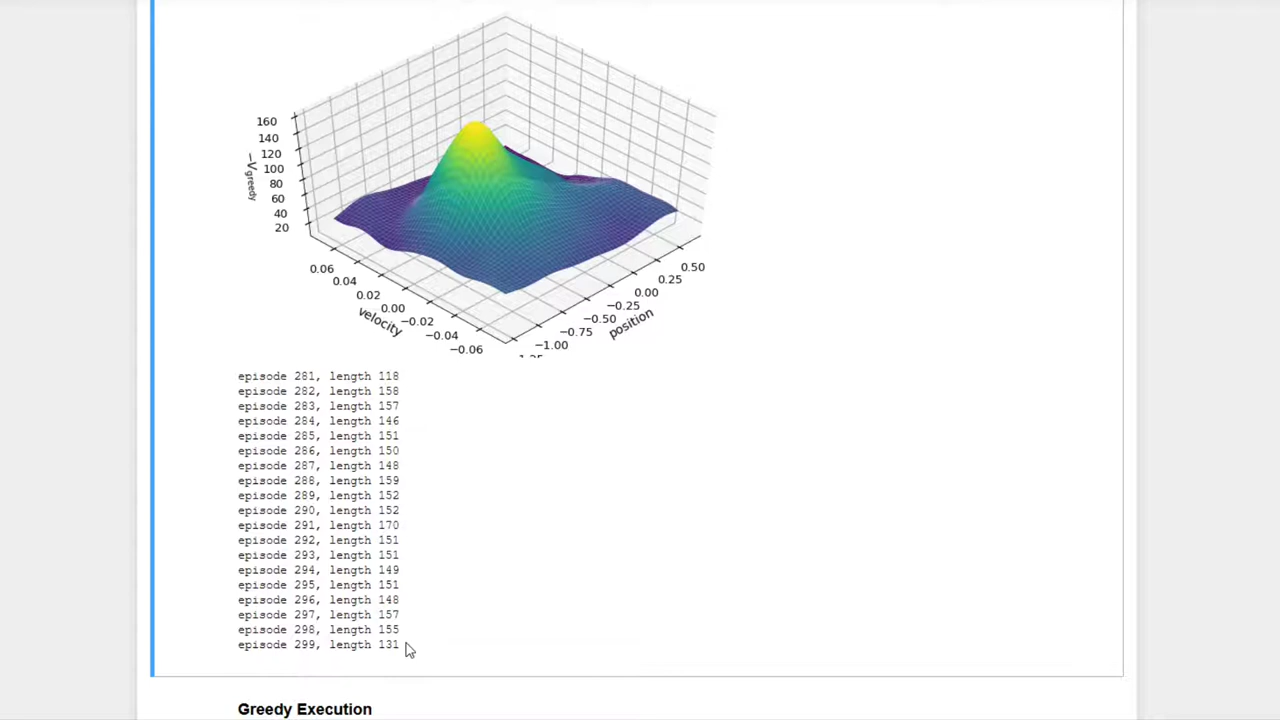 160
140
120
100
80
60
40
20
−Vgreedy
0.06
0.04
0.02
0.00
−0.02
−0.04
−0.06
velocity
0.50
0.25
0.00
−0.25
−0.50
−0.75
−1.00
position
episode 281, length 118
episode 282, length 158
episode 283, length 157
episode 284, length 146
episode 285, length 151
episode 286, length 150
episode 287, length 148
episode 288, length 159
episode 289, length 152
episode 290, length 152
episode 291, length 170
episode 292, length 151
episode 293, length 151
episode 294, length 149
episode 295, length 151
episode 296, length 148
episode 297, length 157
episode 298, length 155
episode 299, length 131
Greedy Execution